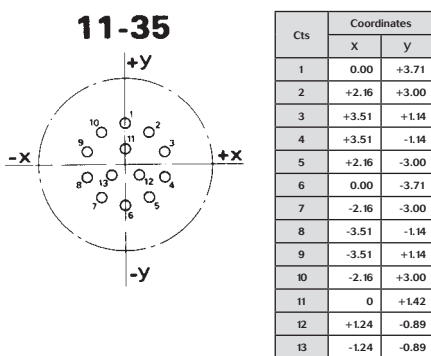 11-35
+y
1
10 2
11
9 3
-x +x
8 13 12 4
7 5
6
-y
Cts Coordinates
x y
1 0.00 +3.71
2 +2.16 +3.00
3 +3.51 +1.14
4 +3.51 -1.14
5 +2.16 -3.00
6 0.00 -3.71
7 -2.16 -3.00
8 -3.51 -1.14
9 -3.51 +1.14
10 -2.16 +3.00
11 0 +1.42
12 +1.24 -0.89
13 -1.24 -0.89